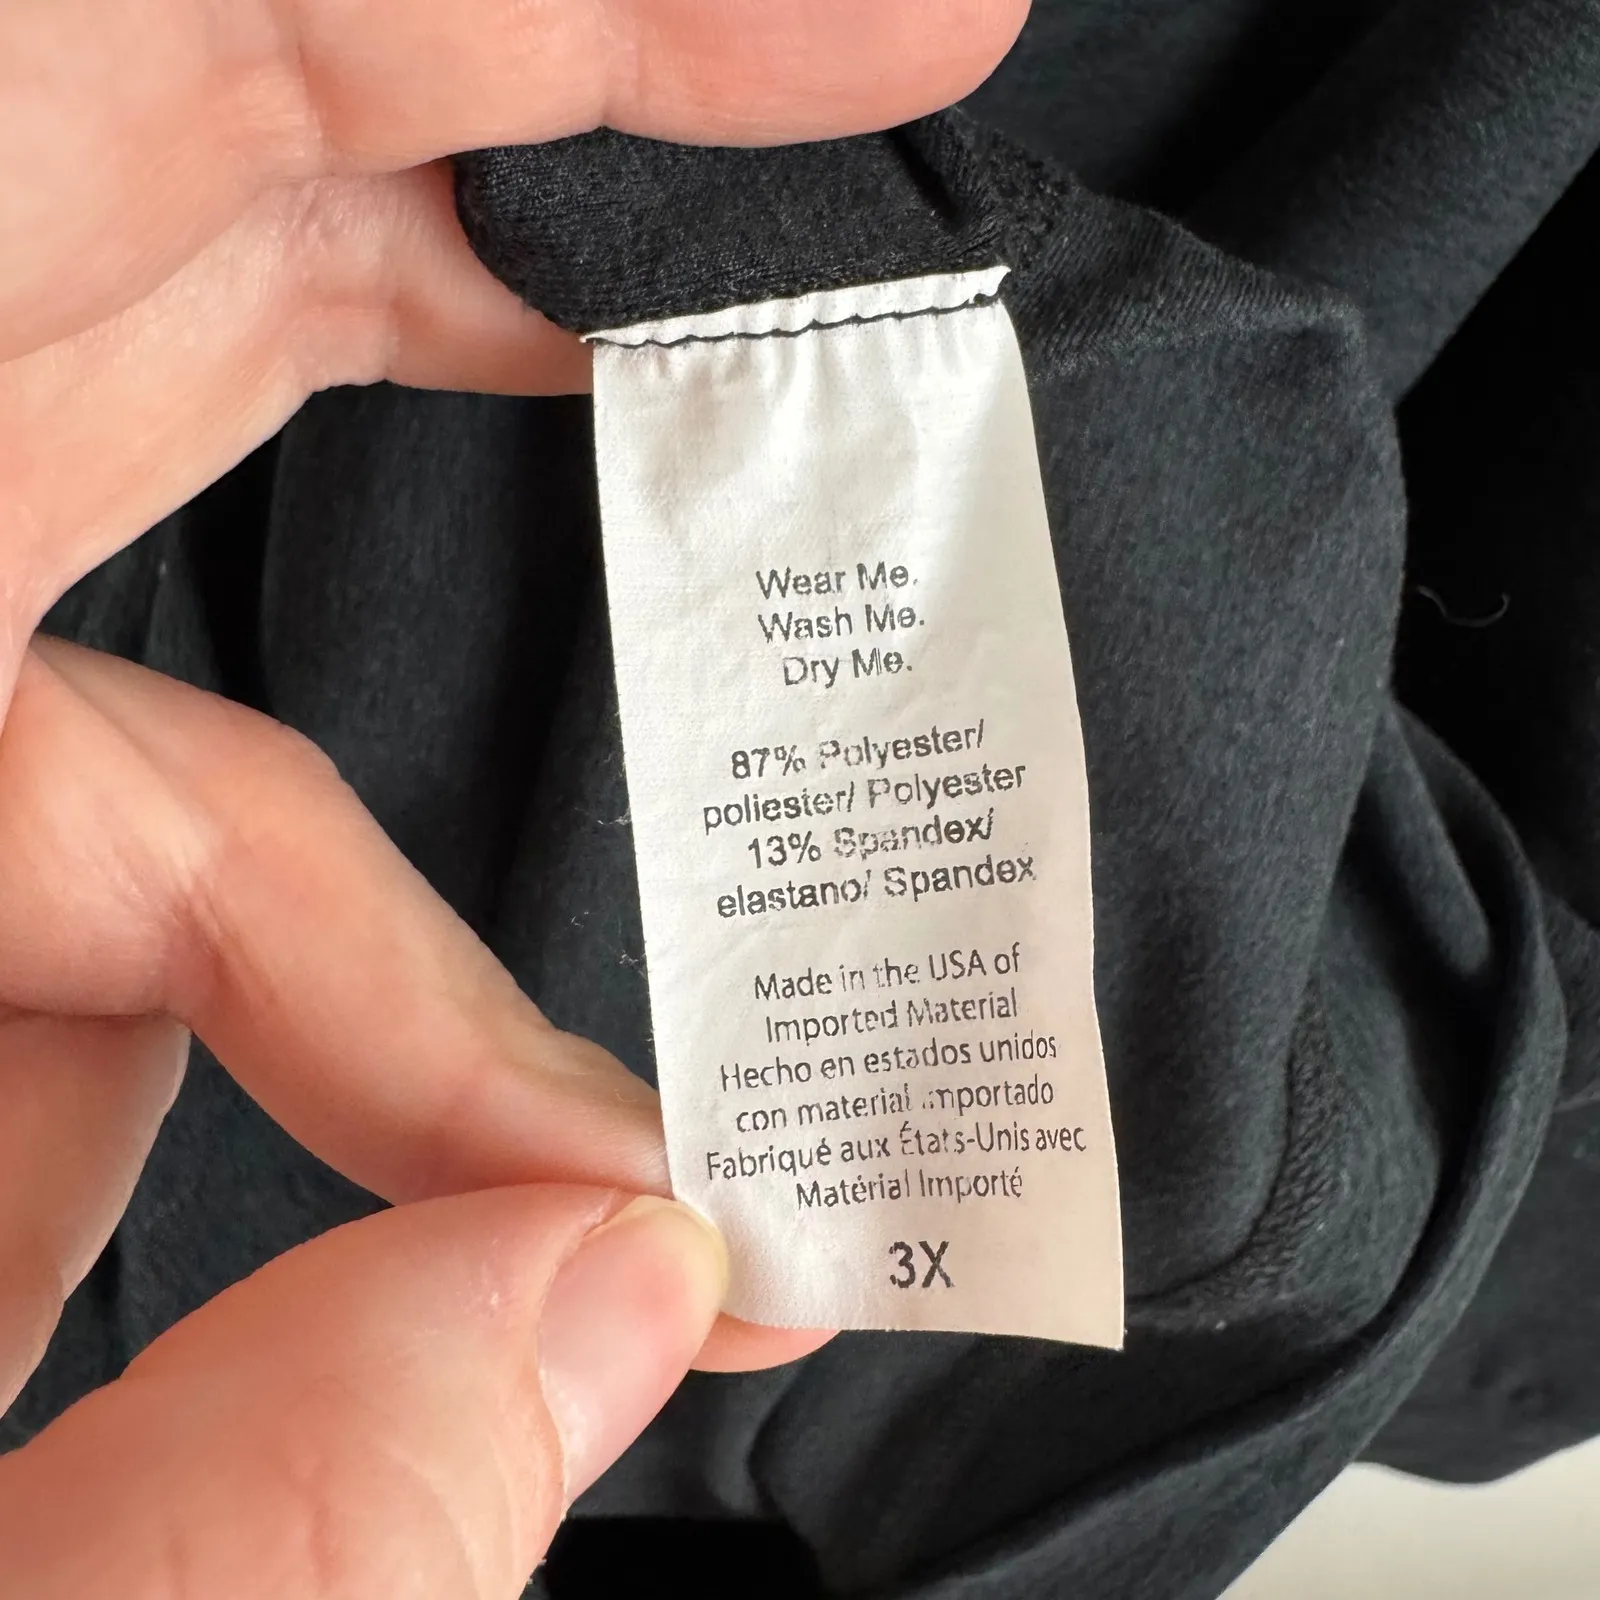 Wear Me.
Wash Me.
Dry Me.
87% Polyester/
poliester/ Polyester
13% Spandex/
elastano/ Spandex
Made in the USA of
Imported Material
Hecho en estados unidos
con material importado
Fabriqué aux États-Unis avec
Matérial Importé
3X